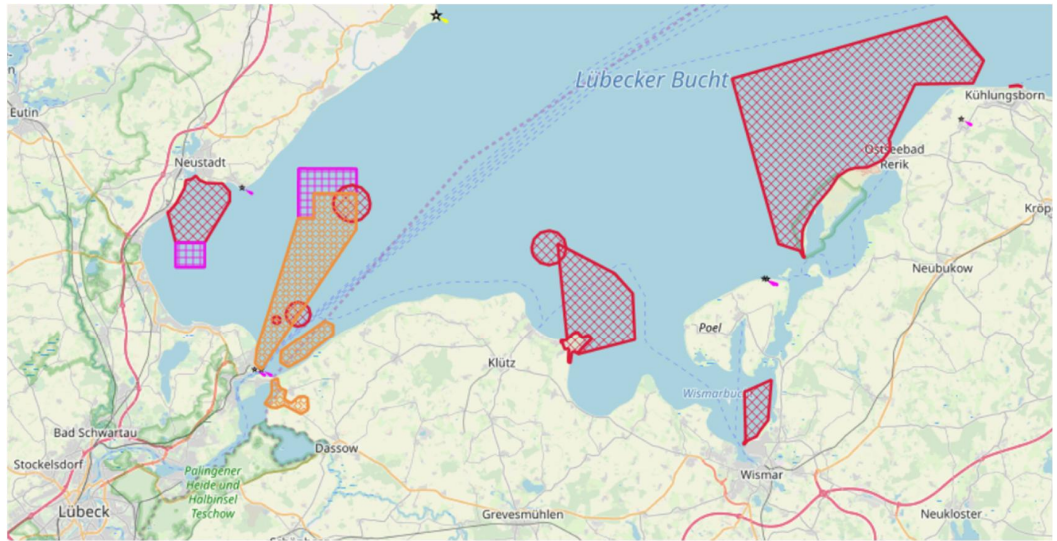 Lübecker Bucht
Kühlungsborn
Eutin
Neustadt
Ostseebad
Rerik
Kröp
Neubukow
Poel
Klütz
Wismarbuc
Bad Schwartau
Dassow
Stockelsdorf
Palingener
Heide und
Halbinsel
Teschow
Wismar
Lübeck
Grevesmühlen
Neukloster